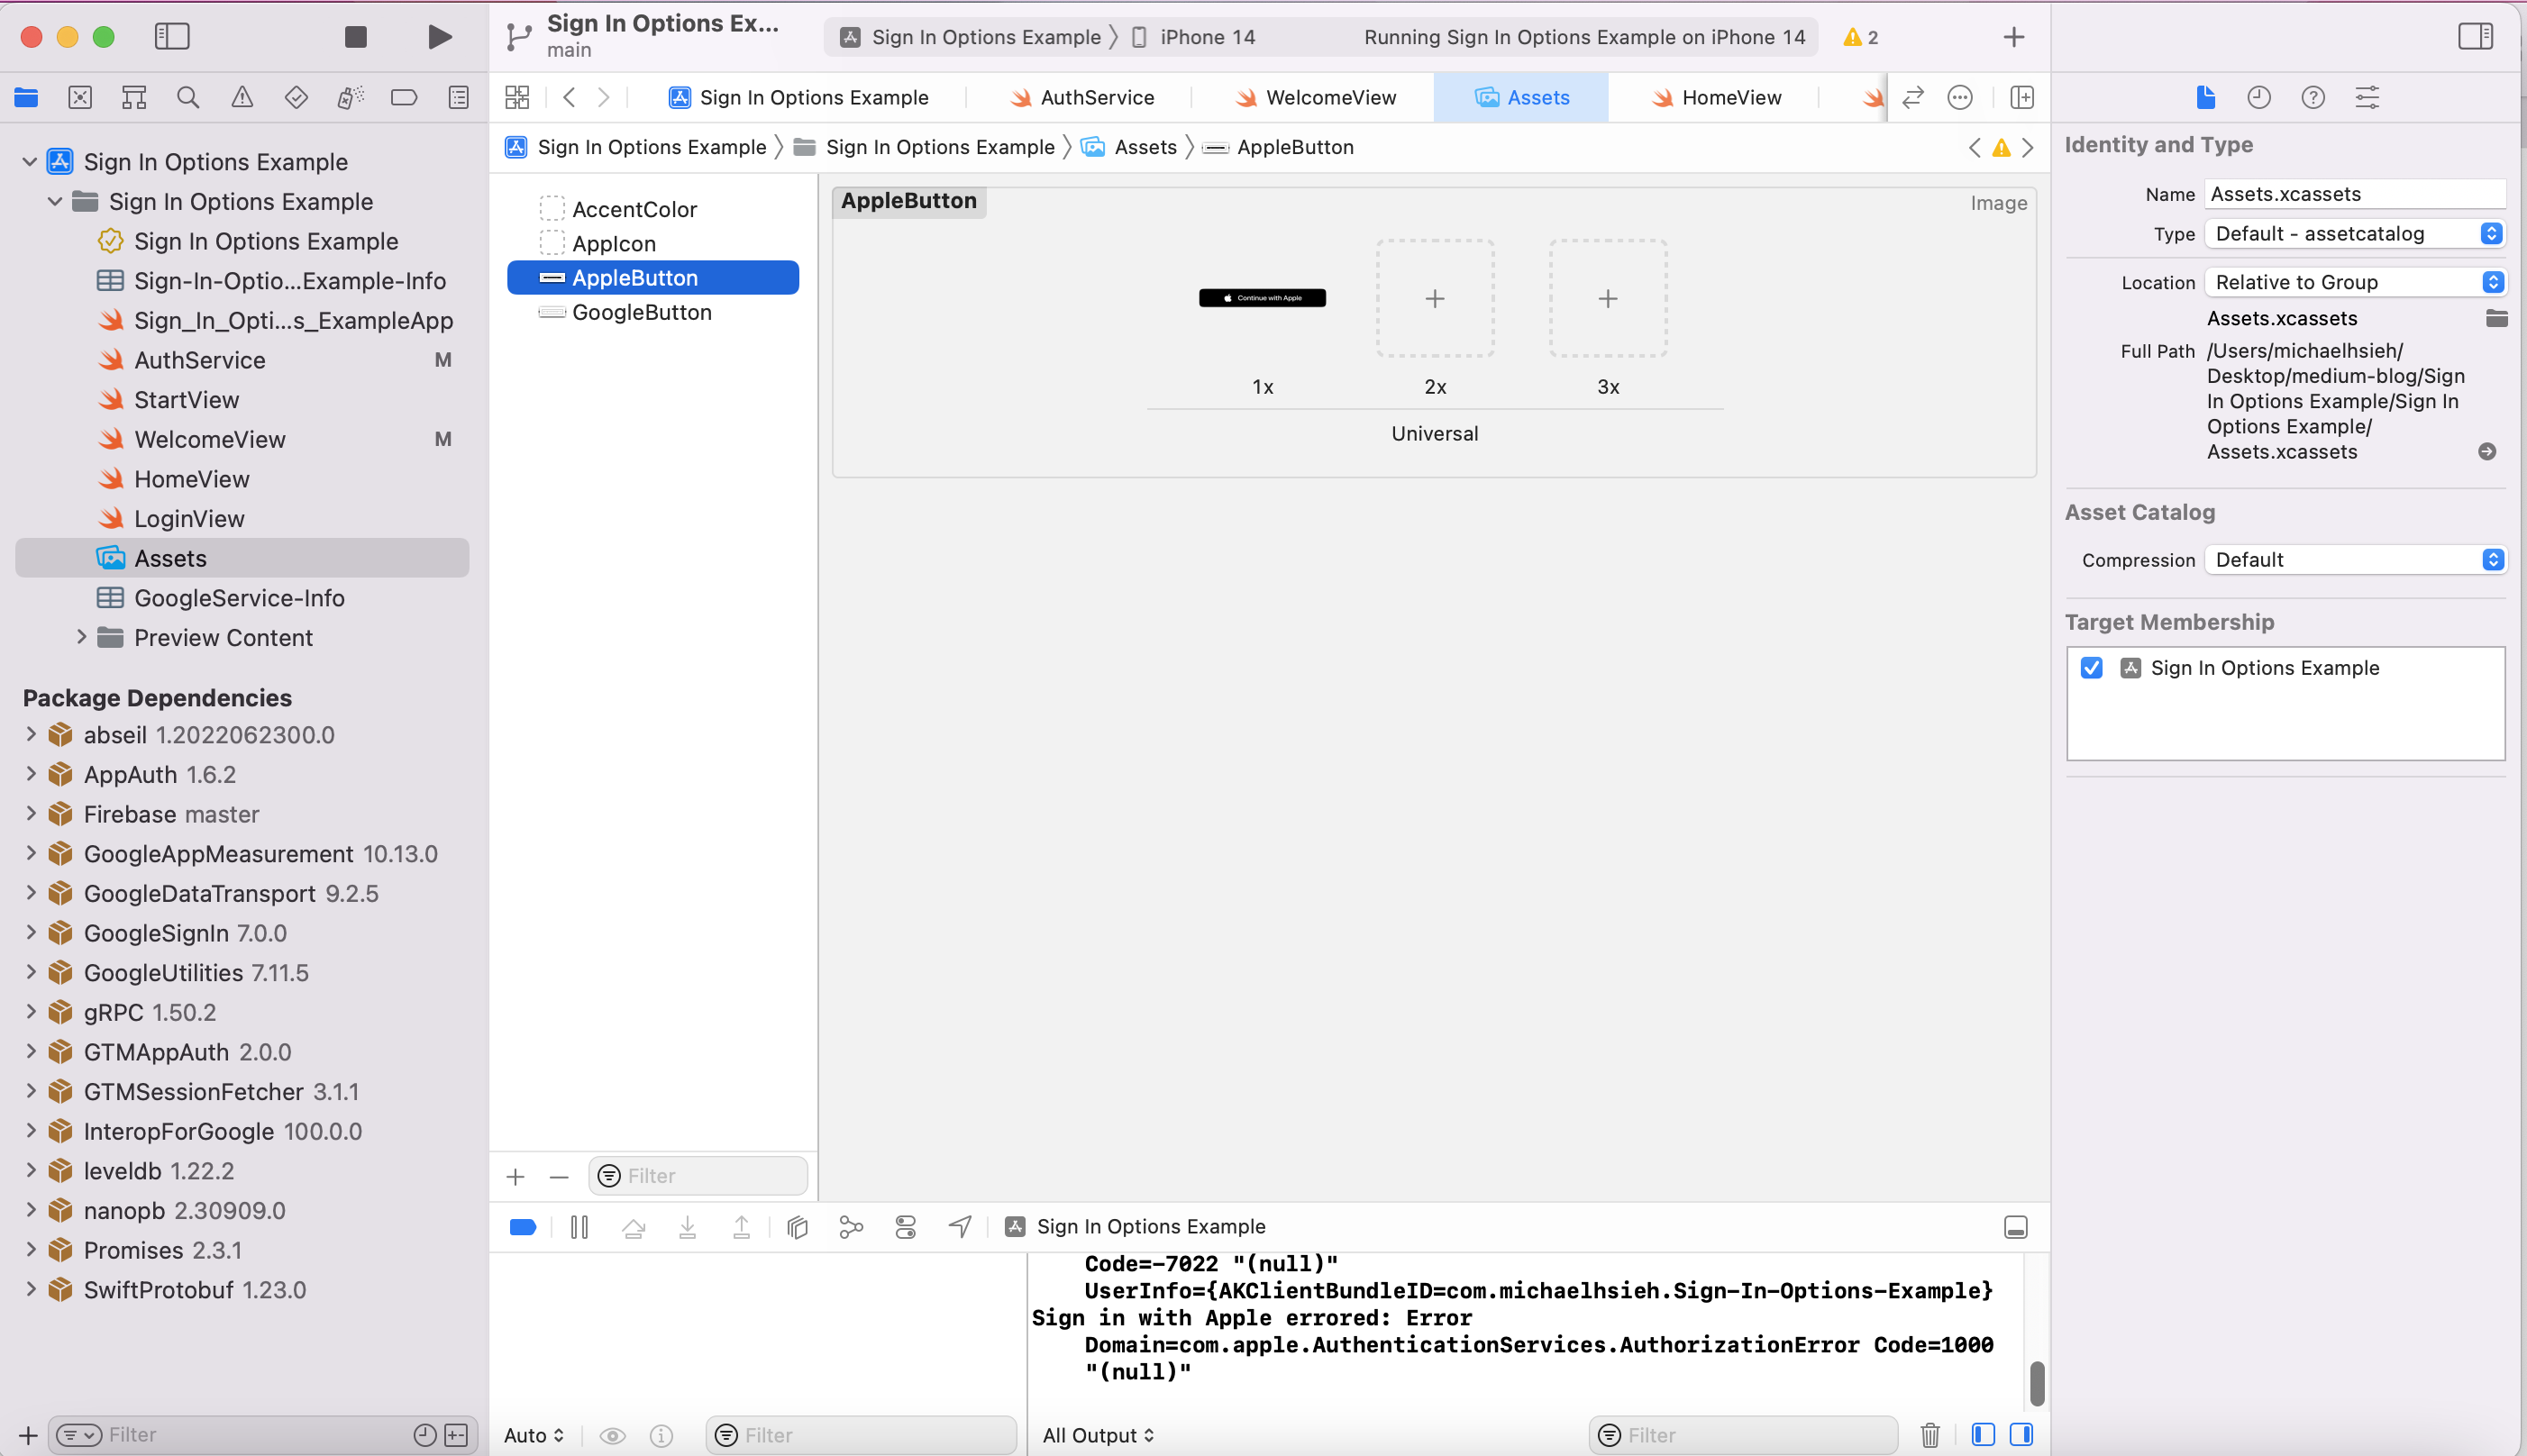 Sign In Options Ex...
main
Sign In Options Example
iPhone 14
Running Sign In Options Example on iPhone 14
2
Sign In Options Example
AuthService
WelcomeView
Assets
HomeView
Sign In Options Example
Sign In Options Example
Assets
AppleButton
Sign In Options Example
Sign In Options Example
Sign In Options Example
Sign-In-Optio...Example-Info
Sign_In_Opti...s_ExampleApp
AuthService M
StartView
WelcomeView M
HomeView
LoginView
Assets
GoogleService-Info
Preview Content
Package Dependencies
abseil 1.2022062300.0
AppAuth 1.6.2
Firebase master
GoogleAppMeasurement 10.13.0
GoogleDataTransport 9.2.5
GoogleSignIn 7.0.0
GoogleUtilities 7.11.5
gRPC 1.50.2
GTMAppAuth 2.0.0
GTMSessionFetcher 3.1.1
InteropForGoogle 100.0.0
leveldb 1.22.2
nanopb 2.30909.0
Promises 2.3.1
SwiftProtobuf 1.23.0
Filter
AccentColor
AppIcon
AppleButton
GoogleButton
Filter
AppleButton
Image
Continue with Apple
1x
2x
3x
Universal
Sign In Options Example
Code=-7022 "(null)"
UserInfo={AKClientBundleID=com.michaelhsieh.Sign-In-Options-Example}
Sign in with Apple errored: Error
Domain=com.apple.AuthenticationServices.AuthorizationError Code=1000
"(null)"
Auto
Filter
All Output
Filter
Identity and Type
Name Assets.xcassets
Type Default - assetcatalog
Location Relative to Group
Assets.xcassets
Full Path /Users/michaelhsieh/
Desktop/medium-blog/Sign
In Options Example/Sign In
Options Example/
Assets.xcassets
Asset Catalog
Compression Default
Target Membership
Sign In Options Example